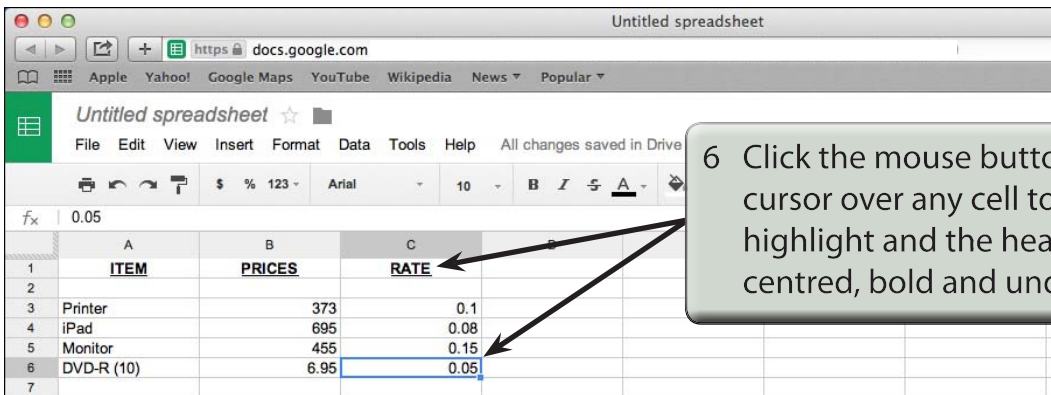 Untitled spreadsheet
https docs.google.com
Apple Yahoo! Google Maps YouTube Wikipedia News Popular
Untitled spreadsheet
File Edit View Insert Format Data Tools Help All changes saved in Drive
$ % 123 Arial 10 B I S A
fx 0.05
A B C D
1 ITEM PRICES RATE
2
3 Printer 373 0.1
4 iPad 695 0.08
5 Monitor 455 0.15
6 DVD-R (10) 6.95 0.05
7
6 Click the mouse butto
cursor over any cell to
highlight and the hea
centred, bold and und